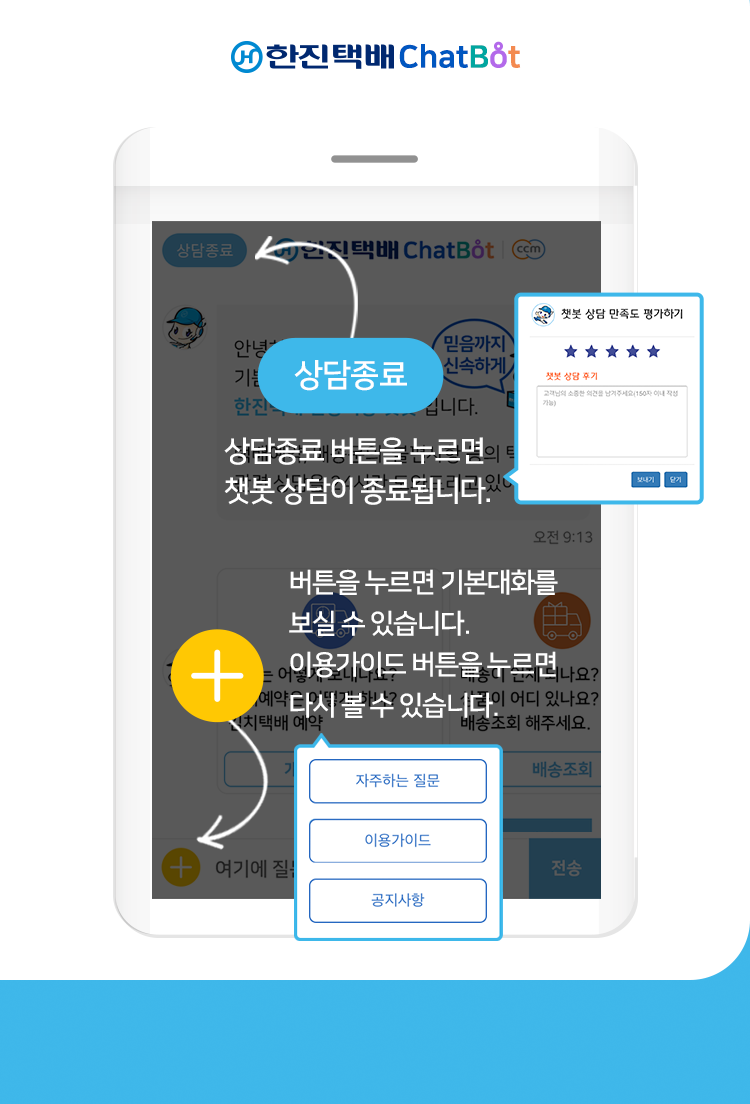 한진택배 ChatBot
상담종료
한진택배 ChatBot ccm
챗봇 상담 만족도 평가하기
챗봇 상담 후기
고객님의 소중한 의견을 남겨주세요(150자 이내 작성
가능)
보내기 닫기
믿음까지
신속하게
상담종료
한진택배
입니다.
상담종료 버튼을 누르면
챗봇 상담이 종료됩니다.
오전 9:13
버튼을 누르면 기본대화를
보실 수 있습니다.
이용가이드 버튼을 누르면
다시 볼 수 있습니다.
어디 있나요?
배송조회 해주세요.
택배 예약
배송조회
자주하는 질문
이용가이드
공지사항
여기에
전송